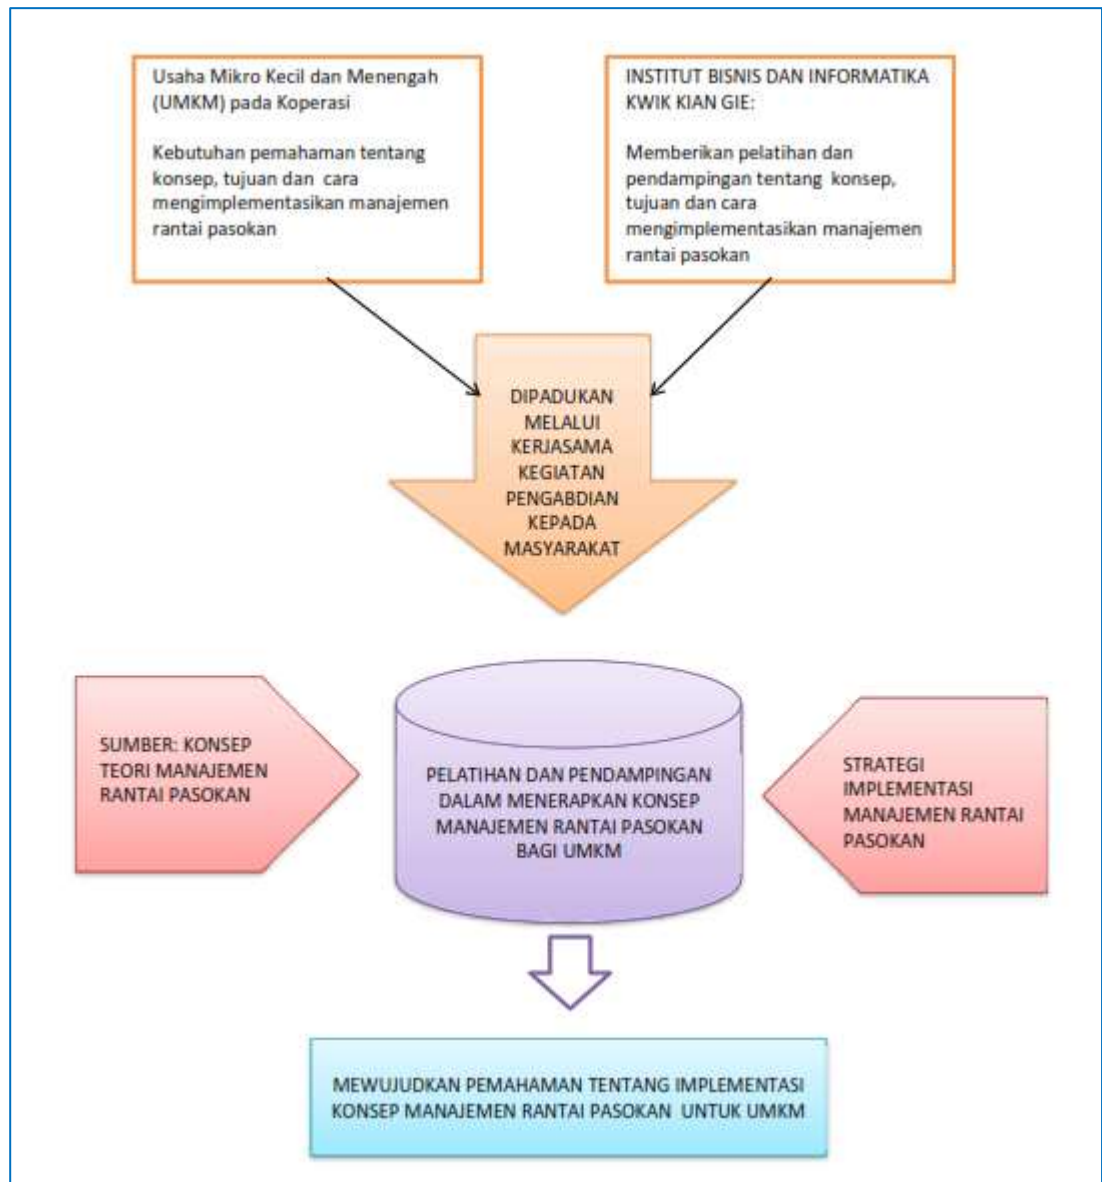 Usaha Mikro Kecil dan Menengah
(UMKM) pada Koperasi
Kebutuhan pemahaman tentang
konsep, tujuan dan cara
mengimplementasikan manajemen
rantai pasokan
INSTITUT BISNIS DAN INFORMATIKA
KWIK KIAN GIE:
Memberikan pelatihan dan
pendampingan tentang konsep,
tujuan dan cara
mengimplementasikan manajemen
rantai pasokan
DIPADUKAN
MELALUI
KERJASAMA
KEGIATAN
PENGABDIAN
KEPADA
MASYARAKAT
SUMBER: KONSEP
TEORI MANAJEMEN
RANTAI PASOKAN
PELATIHAN DAN PENDAMPINGAN
DALAM MENERAPKAN KONSEP
MANAJEMEN RANTAI PASOKAN
BAGI UMKM
STRATEGI
IMPLEMENTASI
MANAJEMEN RANTAI
PASOKAN
MEWUJUDKAN PEMAHAMAN TENTANG IMPLEMENTASI
KONSEP MANAJEMEN RANTAI PASOKAN UNTUK UMKM